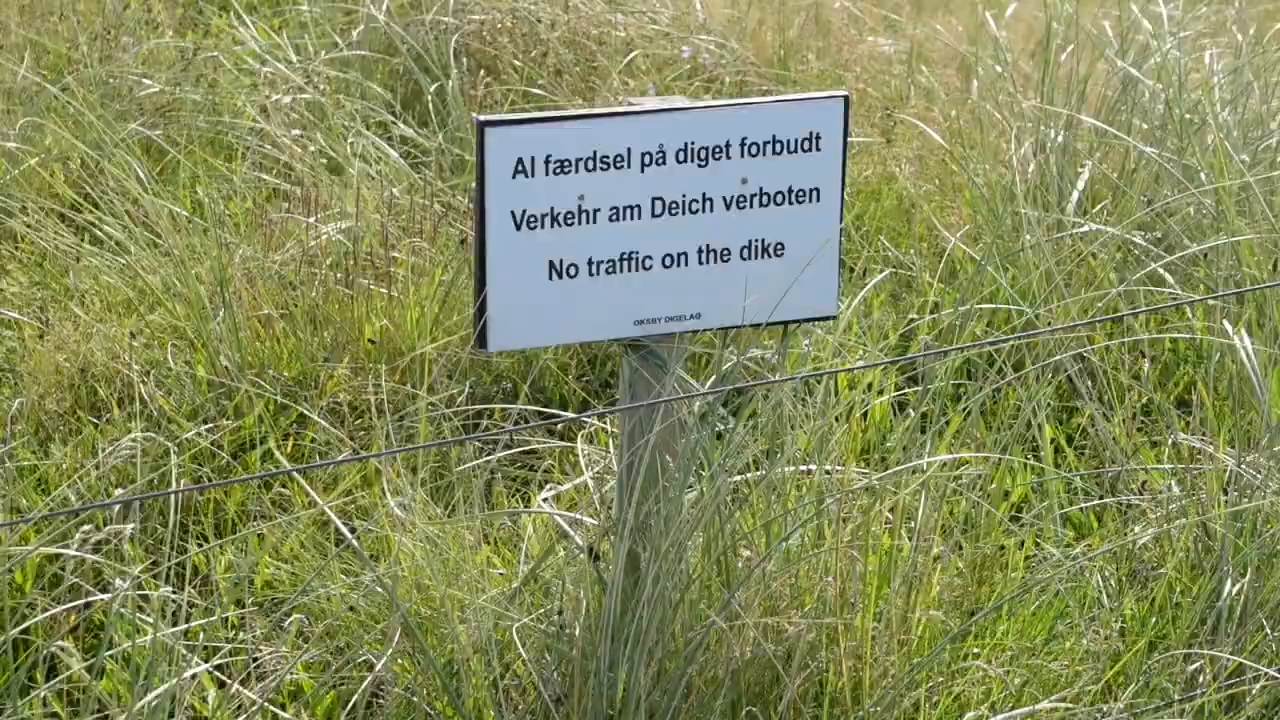 Al færdsel på diget forbudt
Verkehr am Deich verboten
No traffic on the dike
OKSBY DIGELAG